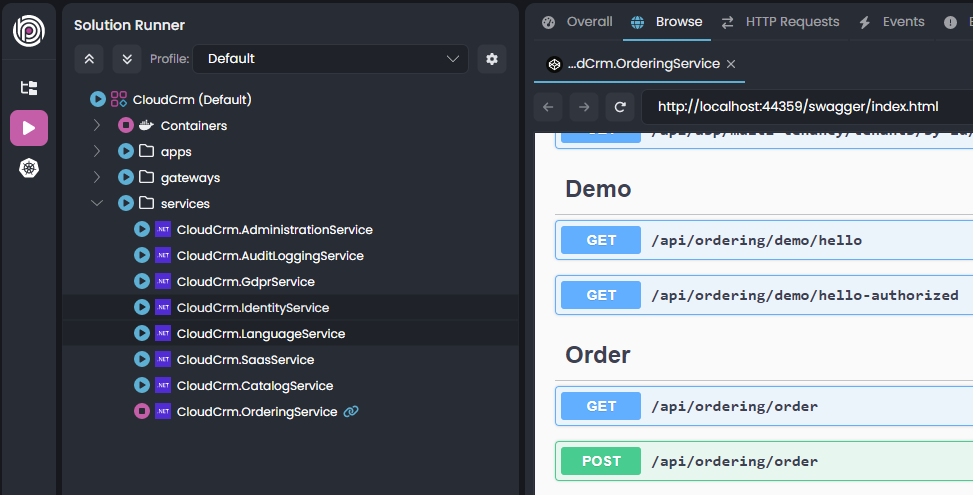 Solution Runner
Profile: Default
CloudCrm (Default)
Containers
apps
gateways
services
.NET CloudCrm.AdministrationService
.NET CloudCrm.AuditLoggingService
.NET CloudCrm.GdprService
.NET CloudCrm.IdentityService
.NET CloudCrm.LanguageService
.NET CloudCrm.SaasService
.NET CloudCrm.CatalogService
.NET CloudCrm.OrderingService
Overall Browse HTTP Requests Events
...dCrm.OrderingService
http://localhost:44359/swagger/index.html
Demo
GET /api/ordering/demo/hello
GET /api/ordering/demo/hello-authorized
Order
GET /api/ordering/order
POST /api/ordering/order